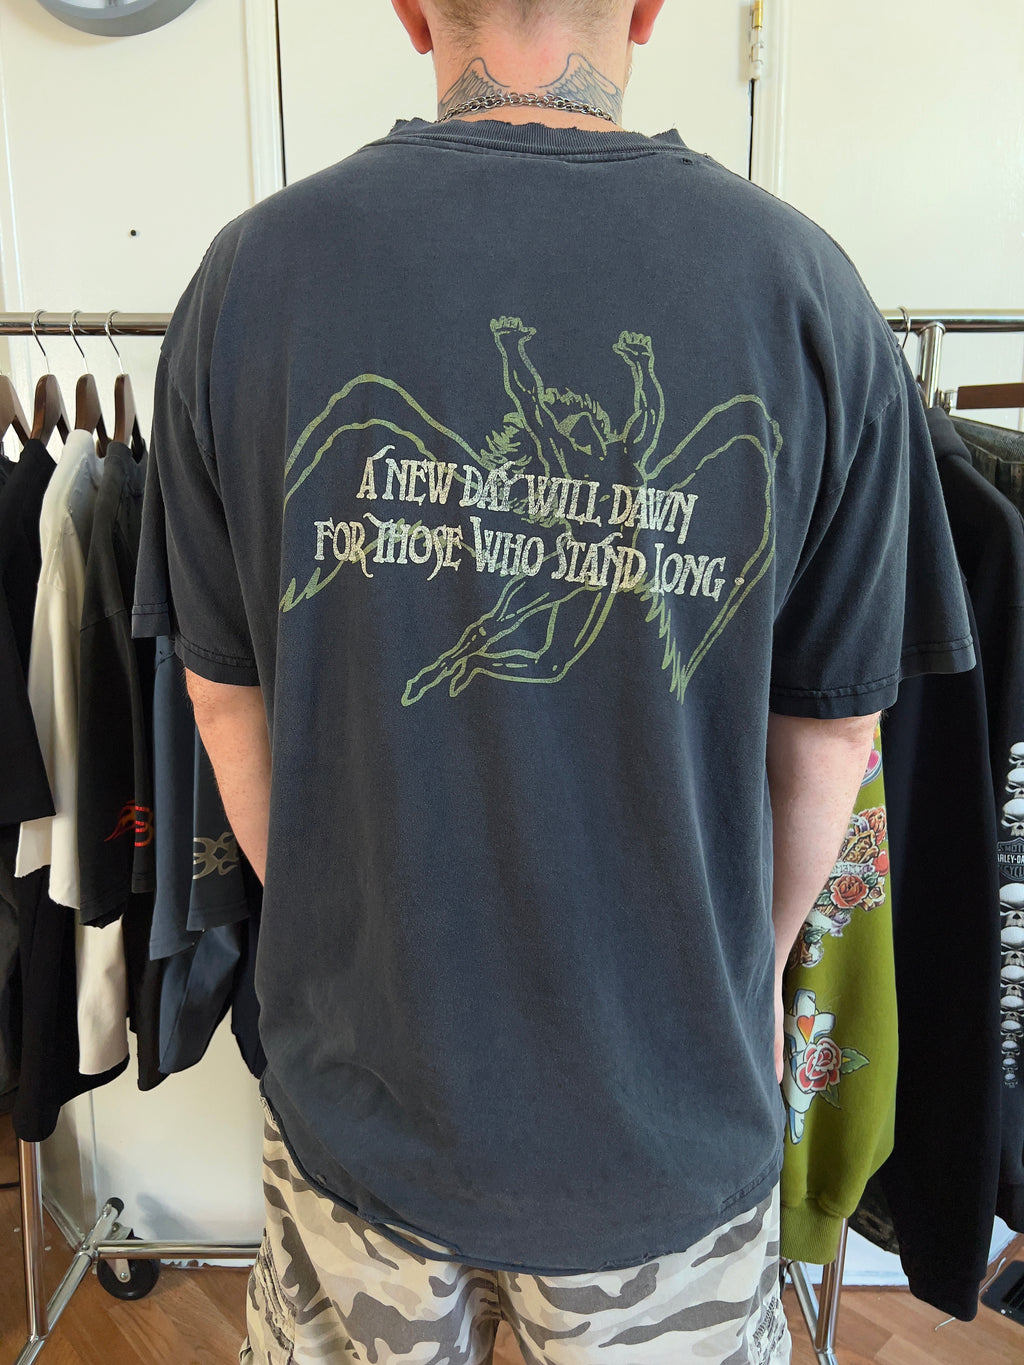 A NEW DAY WILL DAWN
FOR THOSE WHO STAND LONG